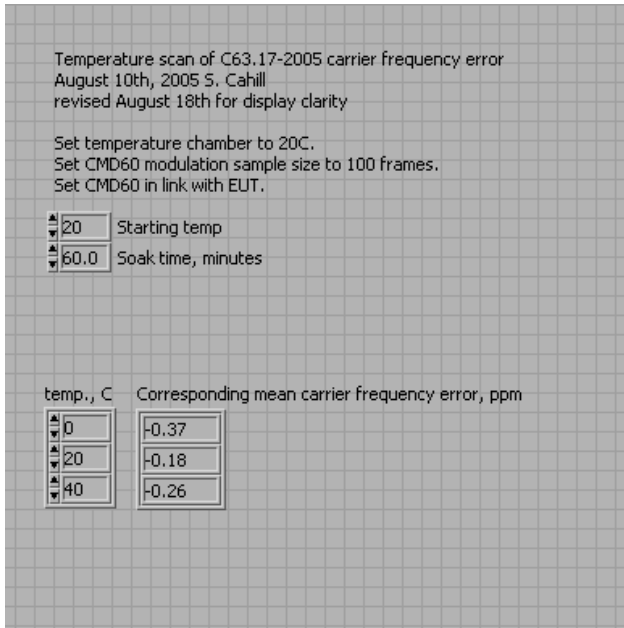 Temperature scan of C63.17-2005 carrier frequency error
August 10th, 2005 S. Cahill
revised August 18th for display clarity
Set temperature chamber to 20C.
Set CMD60 modulation sample size to 100 frames.
Set CMD60 in link with EUT.
20 Starting temp
60.0 Soak time, minutes
temp., C Corresponding mean carrier frequency error, ppm
0 -0.37
20 -0.18
40 -0.26